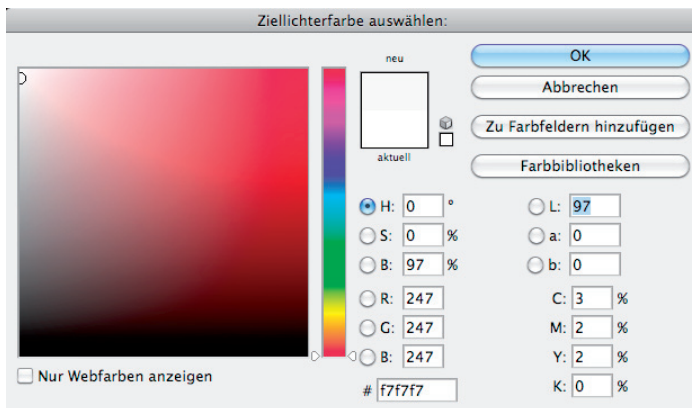 Ziellichterfarbe auswählen:
neu
aktuell
OK
Abbrechen
Zu Farbfeldern hinzufügen
Farbbibliotheken
H: 0 °
S: 0 %
B: 97 %
R: 247
G: 247
B: 247
# f7f7f7
L: 97
a: 0
b: 0
C: 3 %
M: 2 %
Y: 2 %
K: 0 %
Nur Webfarben anzeigen